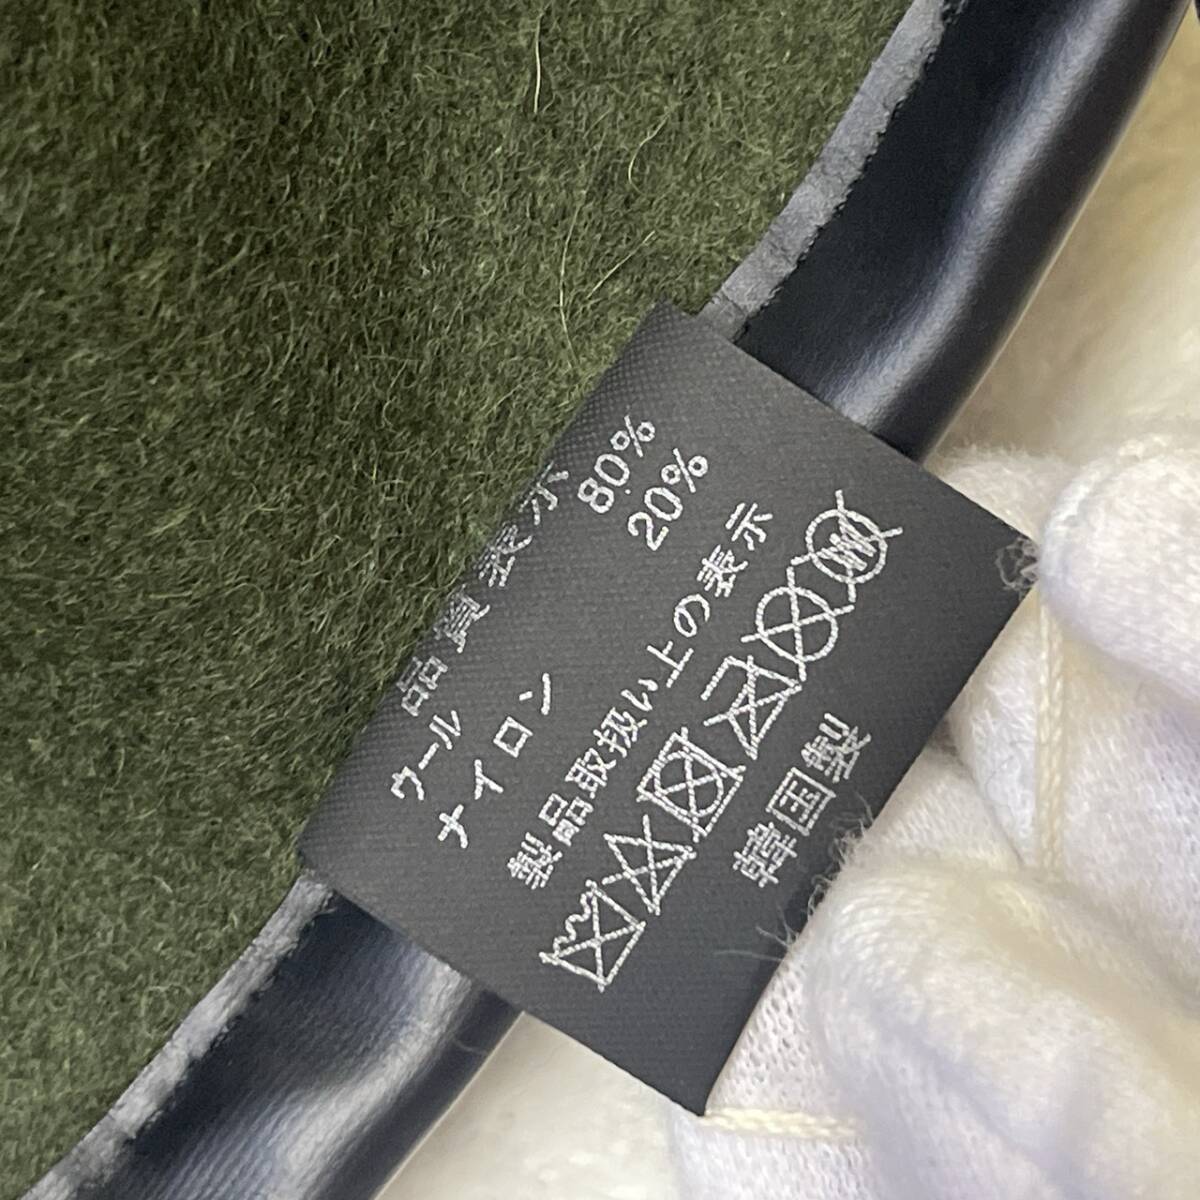 品質表示
ウール 80%
ナイロン 20%
製品取扱い上の表示
W
韓国製